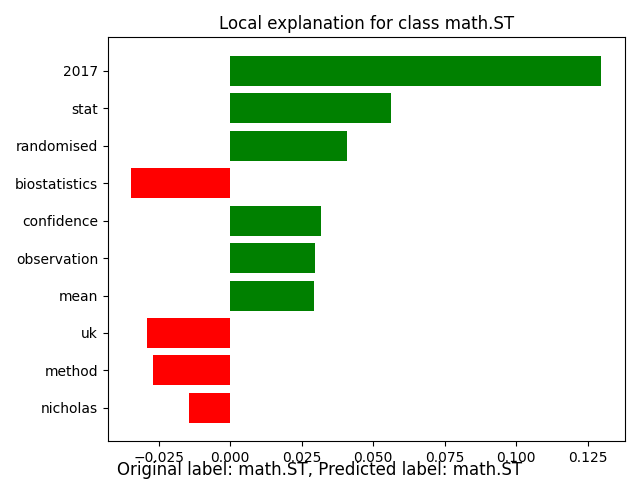 Local explanation for class math.ST
2017
stat
randomised
biostatistics
confidence
observation
mean
uk
method
nicholas
−0.025 0.000 0.025 0.050 0.075 0.100 0.125
Original label: math.ST, Predicted label: math.ST